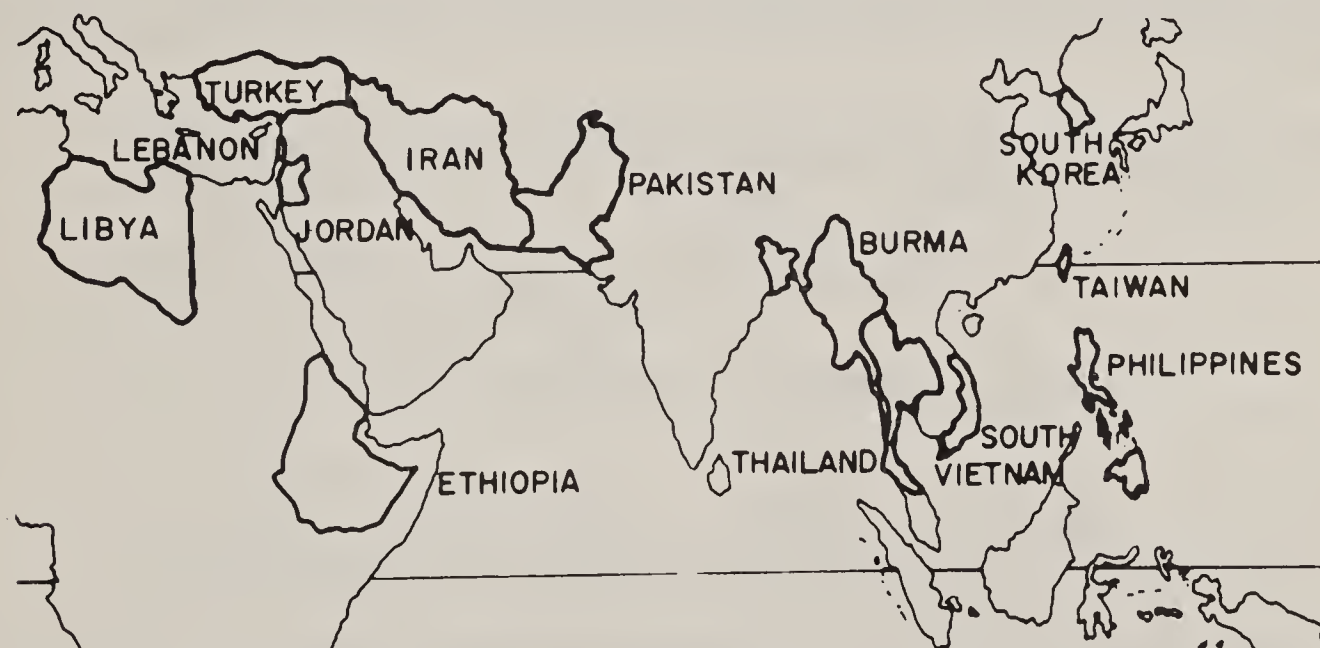 TURKEY
LEBANON
IRAN
SOUTH
KOREA
PAKISTAN
LIBYA
JORDAN
BURMA
TAIWAN
PHILIPPINES
SOUTH
VIETNAM
THAILAND
ETHIOPIA